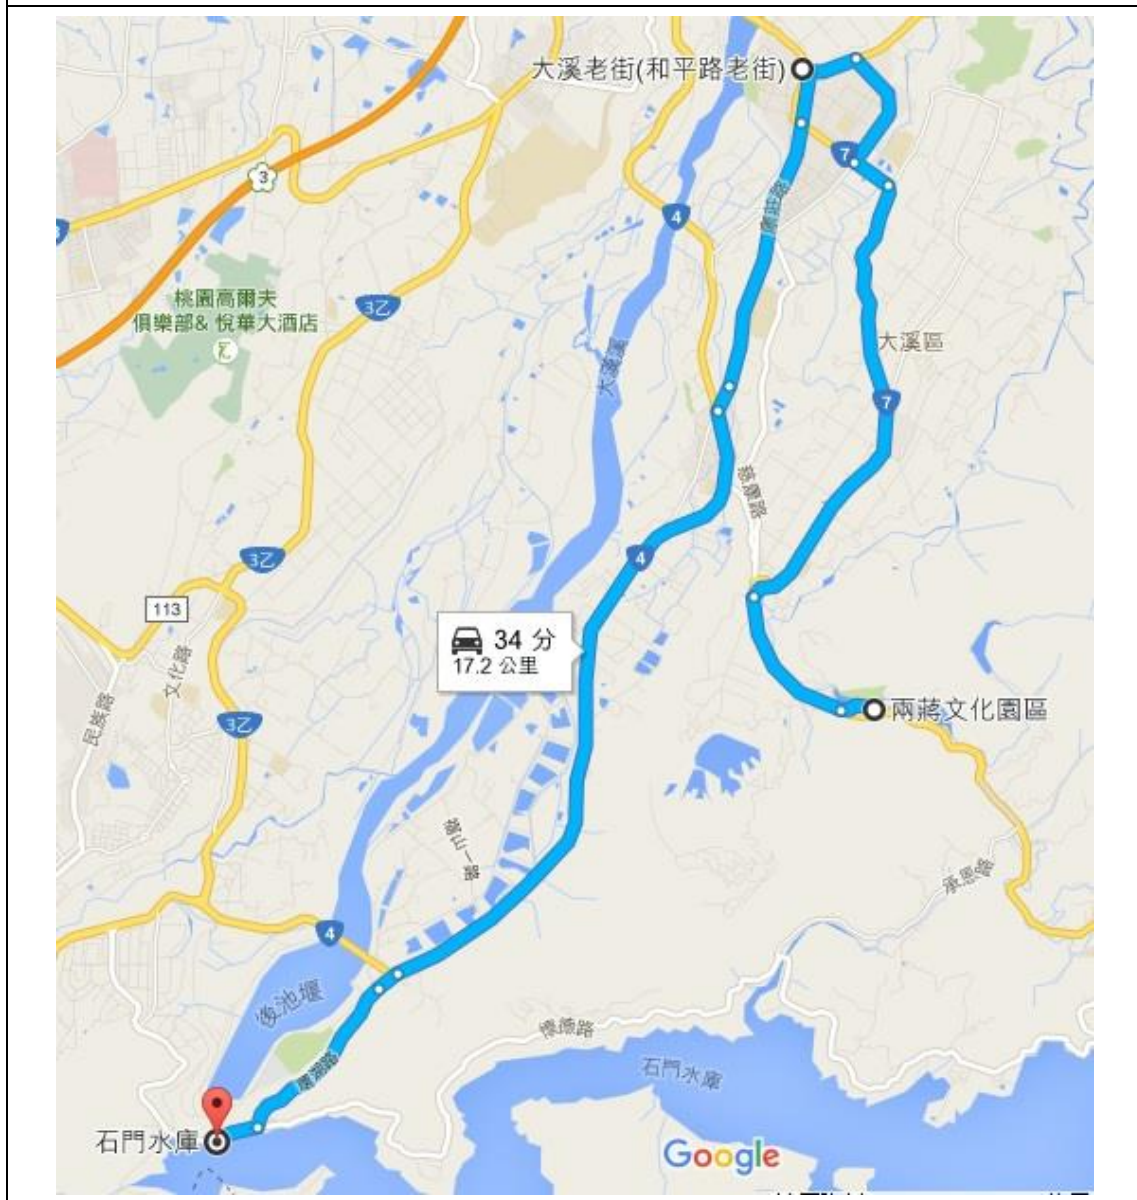 大溪老街(和平路老街)
7
3
4
桃園高爾夫
俱樂部& 悅華大酒店
3乙
大溪區
大漢溪
7
慈康路
3乙
4
113
34 分
17.2 公里
文化路
民族路
3乙
兩蔣文化園區
承恩路
4
後池堰
環湖路
石門水庫
石門水庫
Google